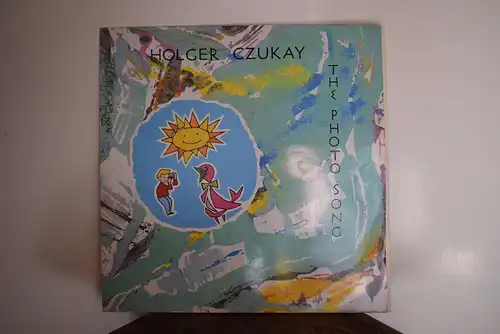 HOLGER CZUKAY
THE PHOTO SONG